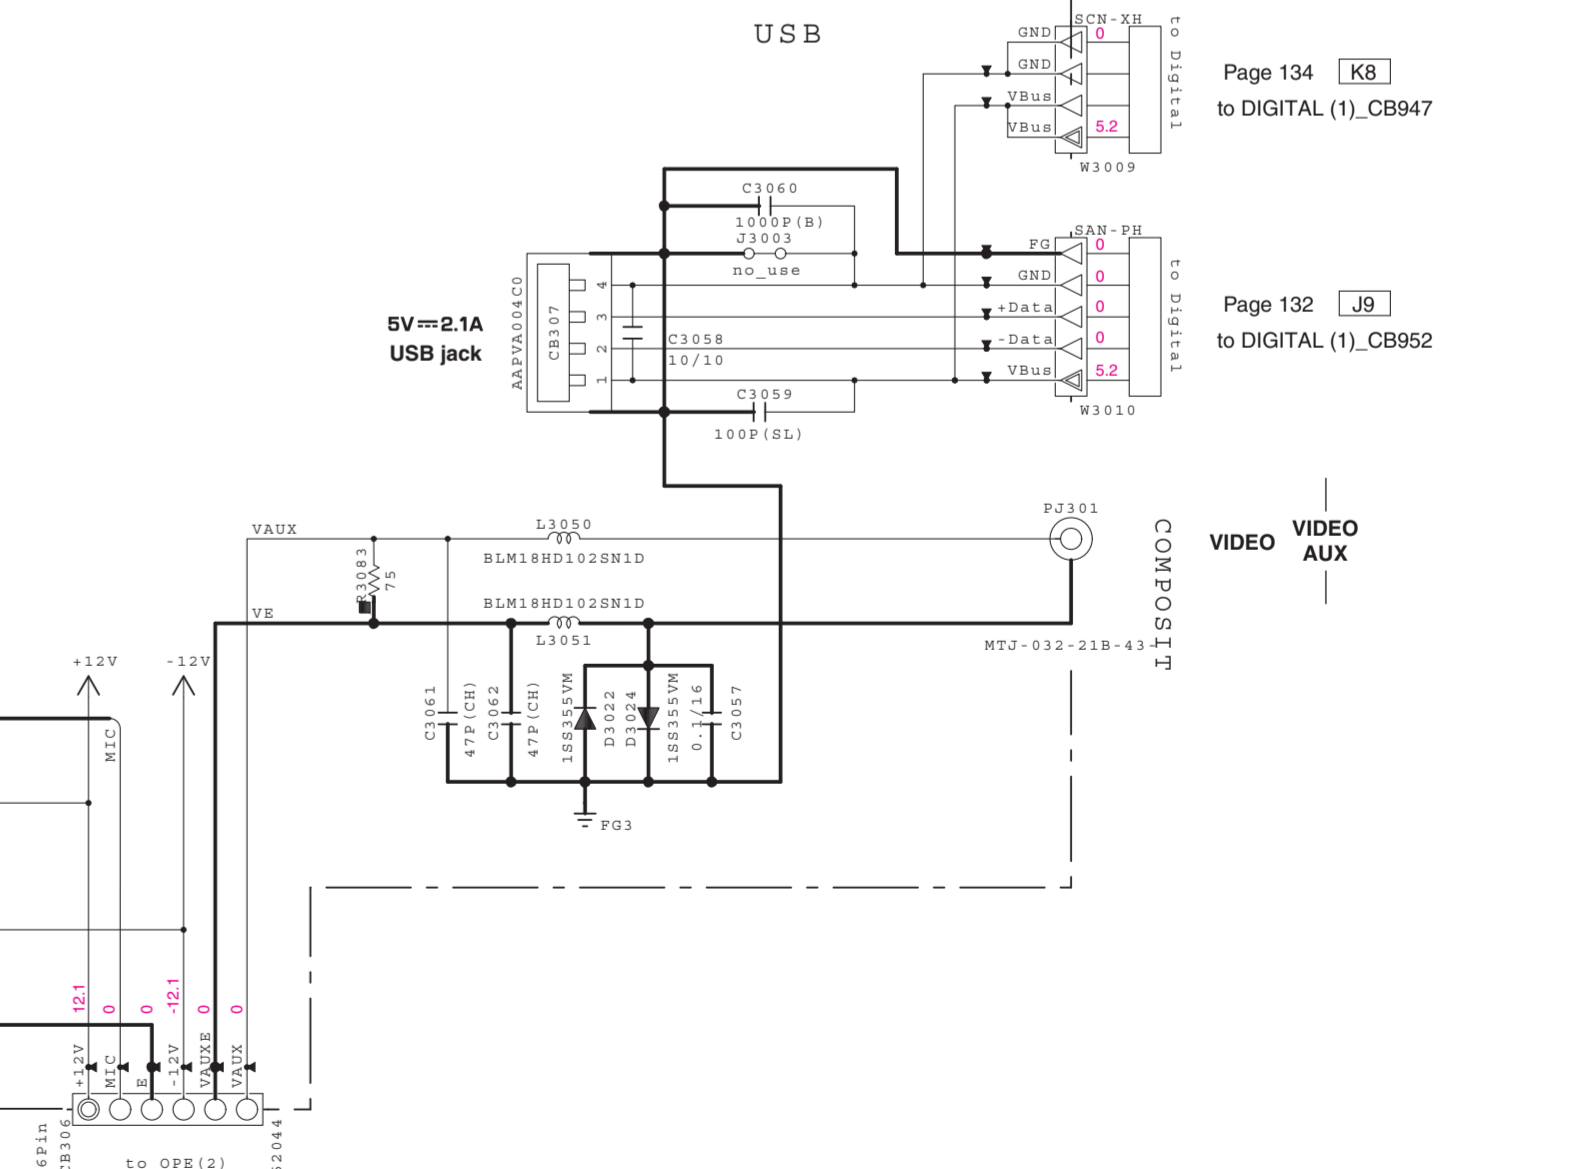 USB
SCN-XH
GND
0
GND
VBus
VBus
5.2
W3009
to Digital
Page 134 K8
to DIGITAL (1)_CB947
C3060
1000P(B)
J3003
no_use
SAN-PH
FG
0
GND
0
+Data
0
-Data
0
VBus
5.2
W3010
to Digital
Page 132 J9
to DIGITAL (1)_CB952
5V⎓2.1A
USB jack
AAPVA004C0
CB307
4
3
2
1
C3058
10/10
C3059
100P(SL)
VAUX
L3050
BLM18HD102SN1D
R3083
75
PJ301
COMPOSIT
VIDEO
VIDEO
AUX
BLM18HD102SN1D
VE
L3051
MTJ-032-21B-43-
+12V
-12V
MIC
C3061
47P(CH)
C3062
47P(CH)
1SS355VM
D3022
D3024
1SS355VM
0.1/16
C3057
FG3
12.1
0
0
-12.1
0
0
+12V
MIC
E
-12V
VAUXE
VAUX
6Pin
CB306
52044
to OPE(2)